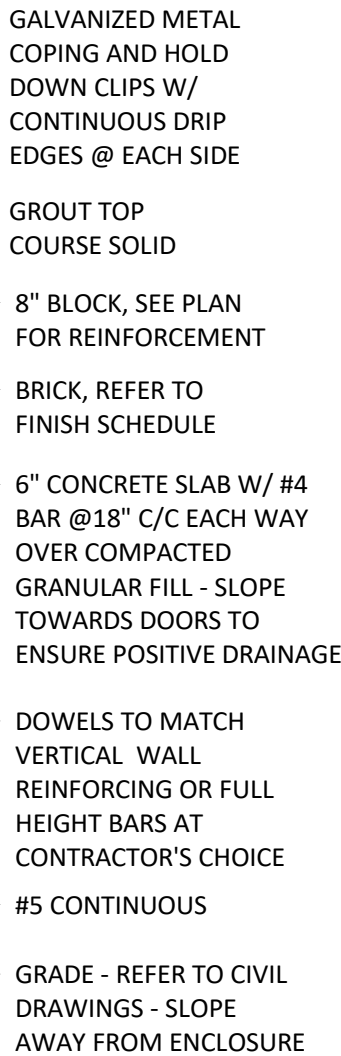 GALVANIZED METAL
COPING AND HOLD
DOWN CLIPS W/
CONTINUOUS DRIP
EDGES @ EACH SIDE
GROUT TOP
COURSE SOLID
8" BLOCK, SEE PLAN
FOR REINFORCEMENT
BRICK, REFER TO
FINISH SCHEDULE
6" CONCRETE SLAB W/ #4
BAR @18" C/C EACH WAY
OVER COMPACTED
GRANULAR FILL - SLOPE
TOWARDS DOORS TO
ENSURE POSITIVE DRAINAGE
DOWELS TO MATCH
VERTICAL WALL
REINFORCING OR FULL
HEIGHT BARS AT
CONTRACTOR'S CHOICE
#5 CONTINUOUS
GRADE - REFER TO CIVIL
DRAWINGS - SLOPE
AWAY FROM ENCLOSURE